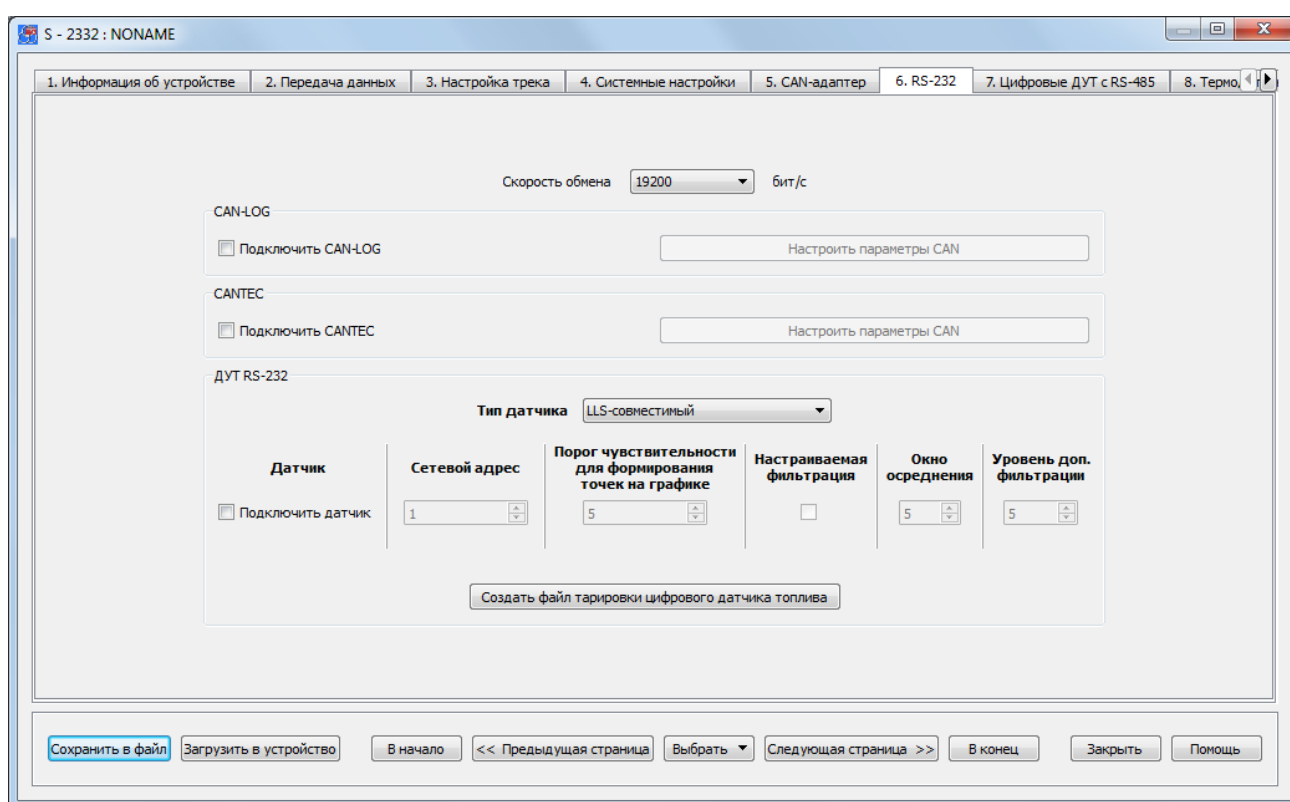 S - 2332 : NONAME
1. Информация об устройстве 2. Передача данных 3. Настройка трека 4. Системные настройки 5. CAN-адаптер 6. RS-232 7. Цифровые ДУТ с RS-485 8. Термо
Скорость обмена 19200 бит/с
CAN-LOG
Подключить CAN-LOG Настроить параметры CAN
CANTEC
Подключить CANTEC Настроить параметры CAN
ДУТ RS-232
Тип датчика LLS-совместимый
Датчик Сетевой адрес Порог чувствительности для формирования точек на графике Настраиваемая фильтрация Окно осреднения Уровень доп. фильтрации
Подключить датчик 1 5 5 5
Создать файл тарировки цифрового датчика топлива
Сохранить в файл Загрузить в устройство В начало << Предыдущая страница Выбрать Следующая страница >> В конец Закрыть Помощь